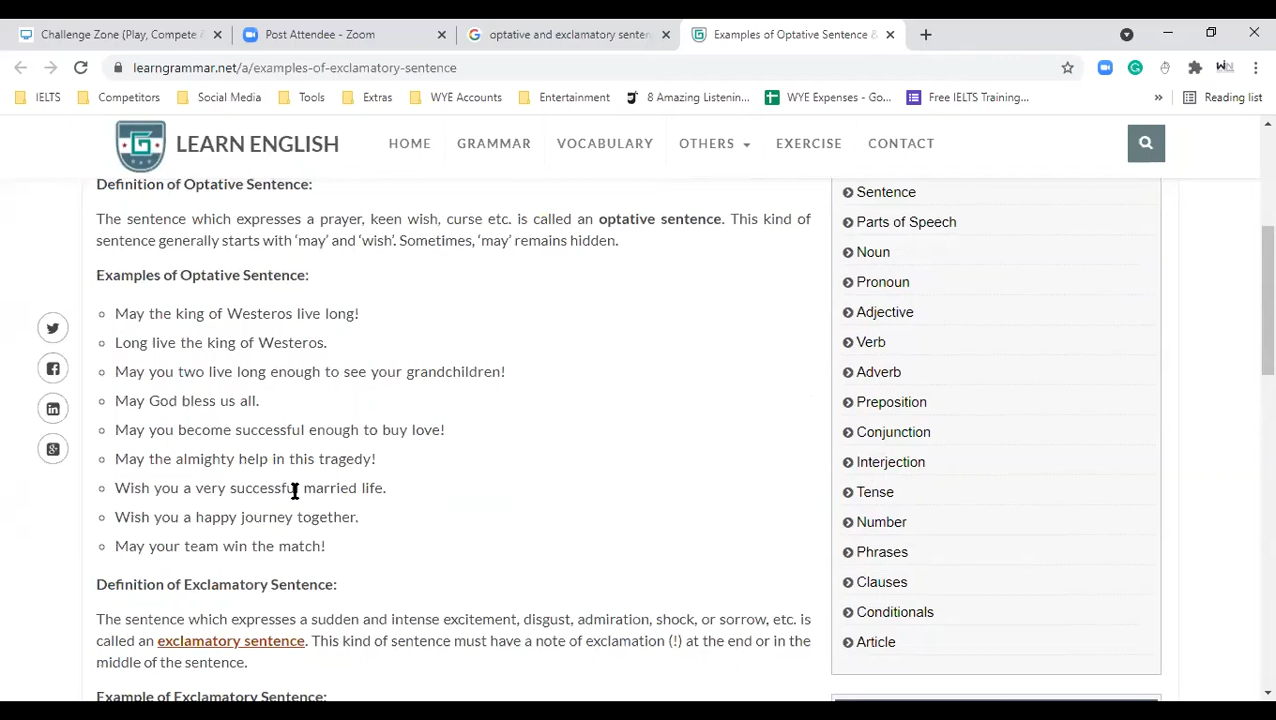 Challenge Zone (Play, Compete &
Post Attendee - Zoom
optative and exclamatory senten
Examples of Optative Sentence &
learngrammar.net/a/examples-of-exclamatory-sentence
IELTS
Competitors
Social Media
Tools
Extras
WYE Accounts
Entertainment
8 Amazing Listenin...
WYE Expenses - Go...
Free IELTS Training...
»
Reading list
LEARN ENGLISH
HOME
GRAMMAR
VOCABULARY
OTHERS
EXERCISE
CONTACT
Definition of Optative Sentence:
The sentence which expresses a prayer, keen wish, curse etc. is called an optative sentence. This kind of
sentence generally starts with ‘may’ and ‘wish’. Sometimes, ‘may’ remains hidden.
Examples of Optative Sentence:
May the king of Westeros live long!
Long live the king of Westeros.
May you two live long enough to see your grandchildren!
May God bless us all.
May you become successful enough to buy love!
May the almighty help in this tragedy!
Wish you a very successful married life.
Wish you a happy journey together.
May your team win the match!
Definition of Exclamatory Sentence:
The sentence which expresses a sudden and intense excitement, disgust, admiration, shock, or sorrow, etc. is
called an exclamatory sentence. This kind of sentence must have a note of exclamation (!) at the end or in the
middle of the sentence.
Example of Exclamatory Sentence:
Sentence
Parts of Speech
Noun
Pronoun
Adjective
Verb
Adverb
Preposition
Conjunction
Interjection
Tense
Number
Phrases
Clauses
Conditionals
Article